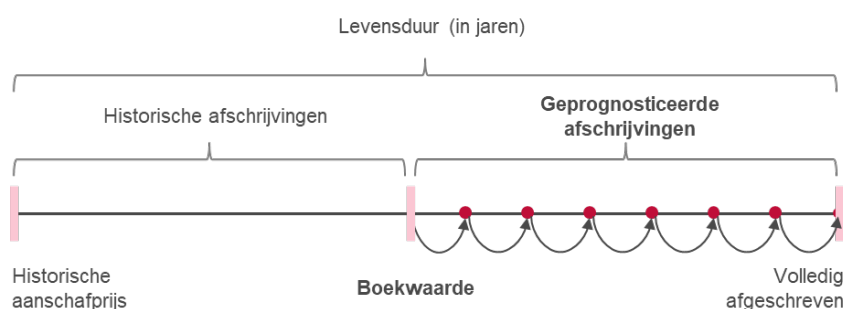 Levensduur (in jaren)
Historische afschrijvingen
Geprognosticeerde
afschrijvingen
Historische
aanschafprijs
Boekwaarde
Volledig
afgeschreven